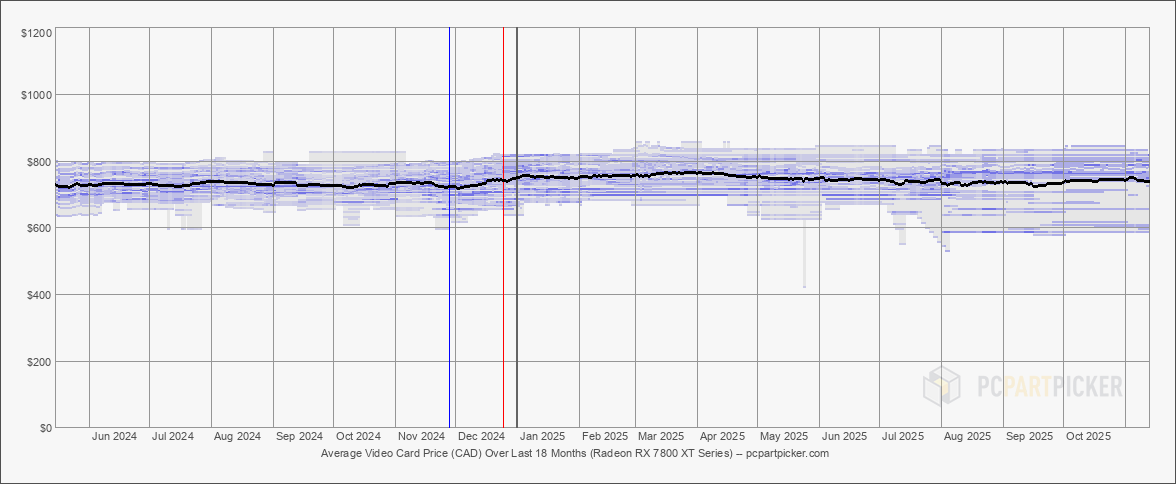 $1200
$1000
$800
$600
$400
$200
$0
PCPARTPICKER
Jun 2024 Jul 2024 Aug 2024 Sep 2024 Oct 2024 Nov 2024 Dec 2024 Jan 2025 Feb 2025 Mar 2025 Apr 2025 May 2025 Jun 2025 Jul 2025 Aug 2025 Sep 2025 Oct 2025
Average Video Card Price (CAD) Over Last 18 Months (Radeon RX 7800 XT Series) -- pcpartpicker.com